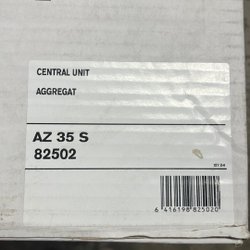 CENTRAL UNIT
AGGREGAT
AZ 35 S
82502
6 416198 825020